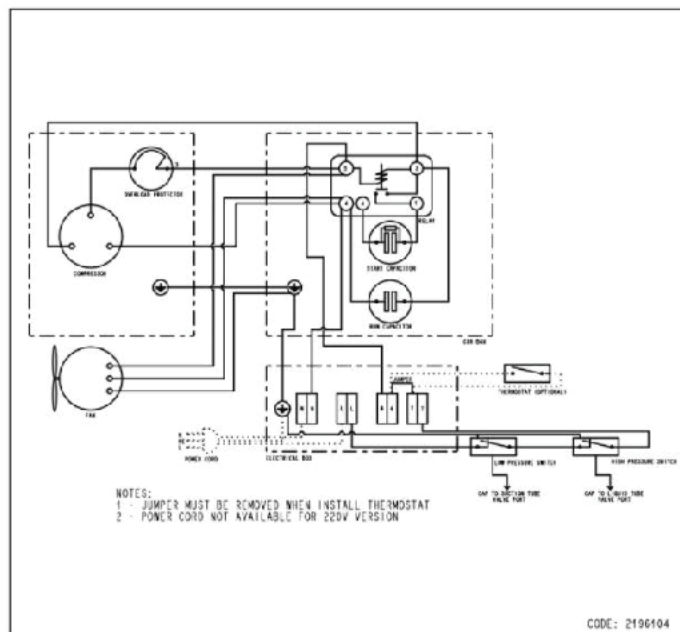 OVERLOAD PROTECTOR
RELAY
START CAPACITOR
COMPRESSOR
RUN CAPACITOR
CSR BOX
JUMPER
THERMOSTAT (OPTIONAL)
FAN
POWER CORD
ELECTRICAL BOX
LOW PRESSURE SWITCH
HIGH PRESSURE SWITCH
CAP TO SUCTION TUBE
VALVE PORT
CAP TO LIQUID TUBE
VALVE PORT
NOTES:
1 - JUMPER MUST BE REMOVED WHEN INSTALL THERMOSTAT
2 - POWER CORD NOT AVAILABLE FOR 220V VERSION
CODE: 2196104